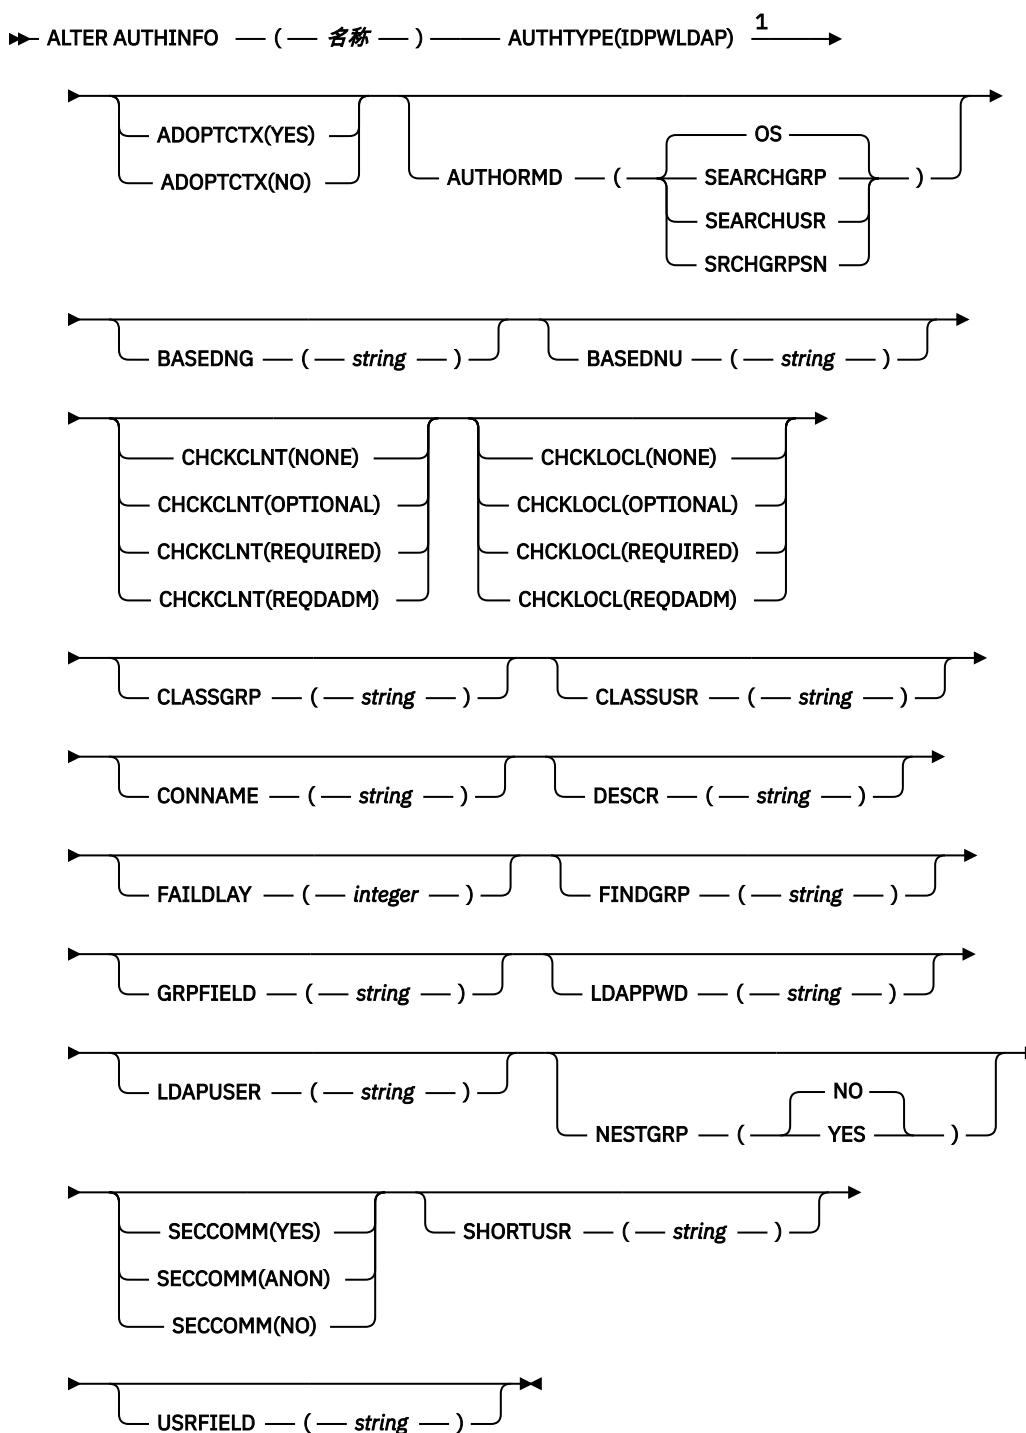 ALTER AUTHINFO ( 名称 ) AUTHTYPE(IDPWLDAP) 1
ADOPTCTX(YES)
ADOPTCTX(NO)
AUTHORMD ( OS
SEARCHGRP )
SEARCHUSR
SRCHGRPSN
BASEDNG ( string ) BASEDNU ( string )
CHCKCLNT(NONE) CHCKLOCL(NONE)
CHCKCLNT(OPTIONAL) CHCKLOCL(OPTIONAL)
CHCKCLNT(REQUIRED) CHCKLOCL(REQUIRED)
CHCKCLNT(REQDADM) CHCKLOCL(REQDADM)
CLASSGRP ( string ) CLASSUSR ( string )
CONNAME ( string ) DESCR ( string )
FAILDLAY ( integer ) FINDGRP ( string )
GRPFIELD ( string ) LDAPPWD ( string )
LDAPUSER ( string ) NESTGRP ( NO
YES )
SECCOMM(YES) SHORTUSR ( string )
SECCOMM(ANON)
SECCOMM(NO)
USRFIELD ( string )